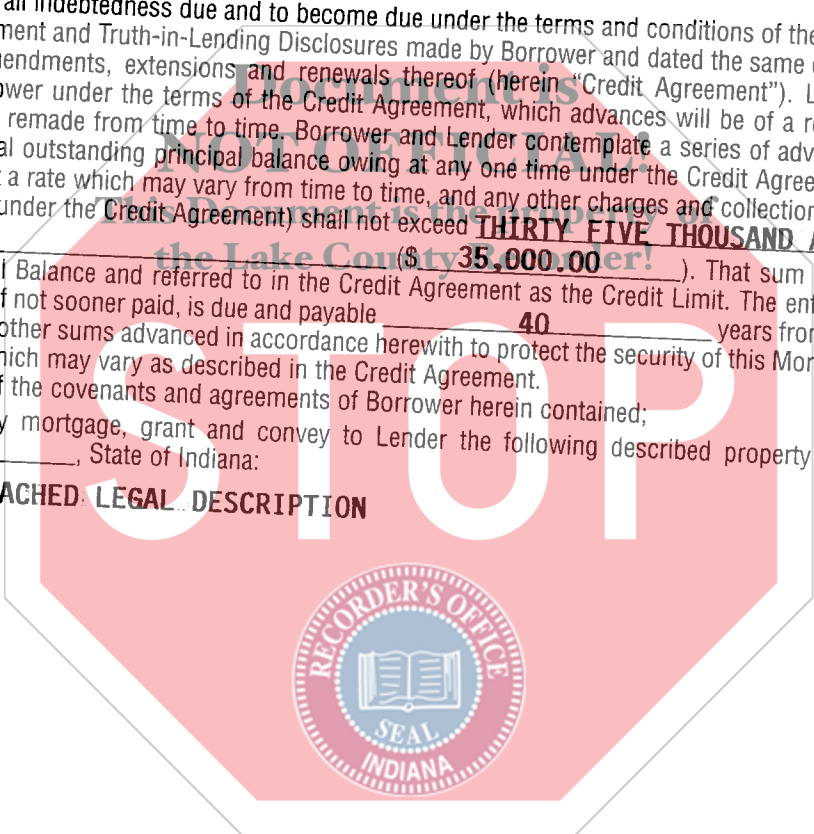 all indebtedness due and to become due under the terms and conditions of the
ment and Truth-in-Lending Disclosures made by Borrower and dated the same
endments, extensions and renewals thereof (herein “Credit Agreement”). L
ower under the terms of the Credit Agreement, which advances will be of a r
remade from time to time. Borrower and Lender contemplate a series of adv
al outstanding principal balance owing at any one time under the Credit Agree
t a rate which may vary from time to time, and any other charges and collection
under the Credit Agreement) shall not exceed THIRTY FIVE THOUSAND A
($ 35,000.00 ). That sum
l Balance and referred to in the Credit Agreement as the Credit Limit. The ent
f not sooner paid, is due and payable 40 years from
other sums advanced in accordance herewith to protect the security of this Mor
hich may vary as described in the Credit Agreement.
f the covenants and agreements of Borrower herein contained;
y mortgage, grant and convey to Lender the following described property
, State of Indiana:
ACHED LEGAL DESCRIPTION
Document is
NOT OFFICIAL!
This Document is the property of
the Lake County Recorder!
STOP
RECORDER'S OFFICE
SEAL
INDIANA